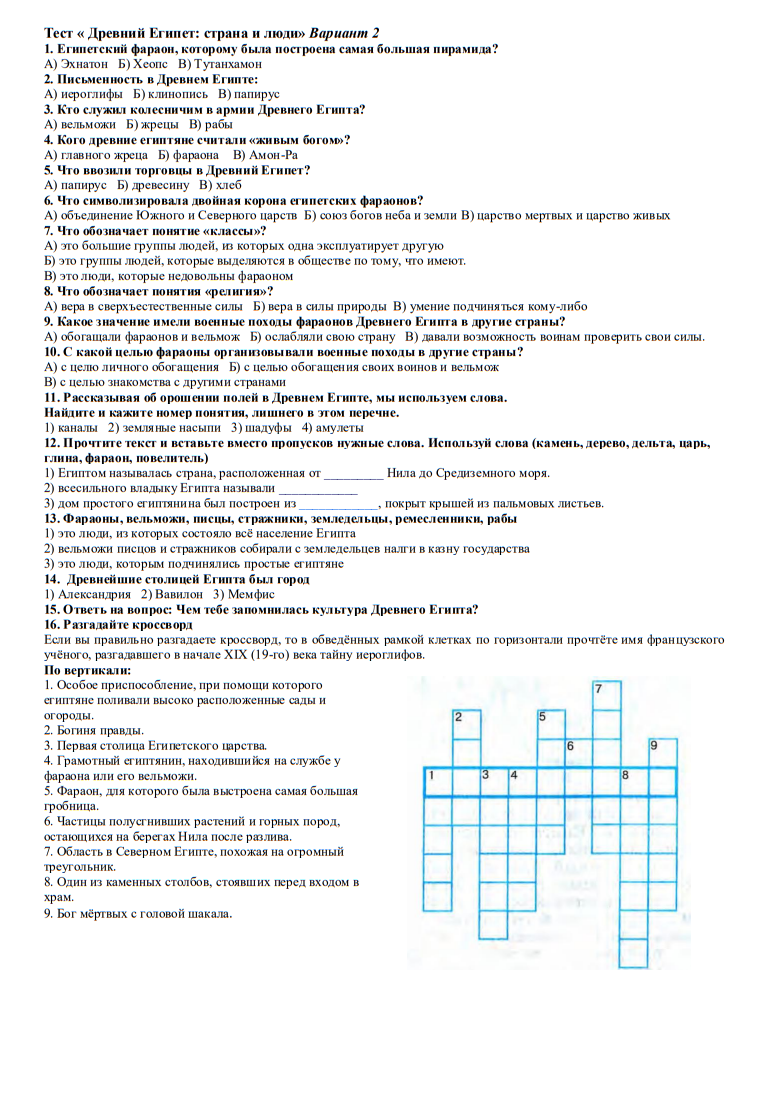 Тест « Древний Египет: страна и люди» Вариант 2
1. Египетский фараон, которому была построена самая большая пирамида?
А) Эхнатон Б) Хеопс В) Тутанхамон
2. Письменность в Древнем Египте:
А) иероглифы Б) клинопись В) папирус
3. Кто служил колесничим в армии Древнего Египта?
А) вельможи Б) жрецы В) рабы
4. Кого древние египтяне считали «живым богом»?
А) главного жреца Б) фараона В) Амон-Ра
5. Что ввозили торговцы в Древний Египет?
А) папирус Б) древесину В) хлеб
6. Что символизировала двойная корона египетских фараонов?
А) объединение Южного и Северного царств Б) союз богов неба и земли В) царство мертвых и царство живых
7. Что обозначает понятие «классы»?
А) это большие группы людей, из которых одна эксплуатирует другую
Б) это группы людей, которые выделяются в обществе по тому, что имеют.
В) это люди, которые недовольны фараоном
8. Что обозначает понятия «религия»?
А) вера в сверхъестественные силы Б) вера в силы природы В) умение подчиняться кому-либо
9. Какое значение имели военные походы фараонов Древнего Египта в другие страны?
А) обогащали фараонов и вельмож Б) ослабляли свою страну В) давали возможность воинам проверить свои силы.
10. С какой целью фараоны организовывали военные походы в другие страны?
А) с целю личного обогащения Б) с целью обогащения своих воинов и вельмож
В) с целью знакомства с другими странами
11. Рассказывая об орошении полей в Древнем Египте, мы используем слова.
Найдите и кажите номер понятия, лишнего в этом перечне.
1) каналы 2) земляные насыпи 3) шадуфы 4) амулеты
12. Прочтите текст и вставьте вместо пропусков нужные слова. Используй слова (камень, дерево, дельта, царь,
глина, фараон, повелитель)
1) Египтом называлась страна, расположенная от _________ Нила до Средиземного моря.
2) всесильного владыку Египта называли ____________
3) дом простого египтянина был построен из ____________, покрыт крышей из пальмовых листьев.
13. Фараоны, вельможи, писцы, стражники, земледельцы, ремесленники, рабы
1) это люди, из которых состояло всё население Египта
2) вельможи писцов и стражников собирали с земледельцев налги в казну государства
3) это люди, которым подчинялись простые египтяне
14. Древнейшие столицей Египта был город
1) Александрия 2) Вавилон 3) Мемфис
15. Ответь на вопрос: Чем тебе запомнилась культура Древнего Египта?
16. Разгадайте кроссворд
Если вы правильно разгадаете кроссворд, то в обведённых рамкой клетках по горизонтали прочтёте имя французского
учёного, разгадавшего в начале XIX (19-го) века тайну иероглифов.
По вертикали:
1. Особое приспособление, при помощи которого
египтяне поливали высоко расположенные сады и
огороды.
2. Богиня правды.
3. Первая столица Египетского царства.
4. Грамотный египтянин, находившийся на службе у
фараона или его вельможи.
5. Фараон, для которого была выстроена самая большая
гробница.
6. Частицы полусгнивших растений и горных пород,
остающихся на берегах Нила после разлива.
7. Область в Северном Египте, похожая на огромный
треугольник.
8. Один из каменных столбов, стоявших перед входом в
храм.
9. Бог мёртвых с головой шакала.
7
2 5
6 9
1 3 4 8